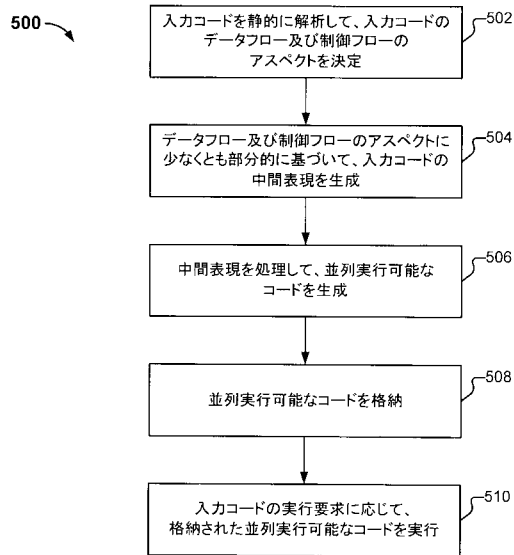 500
入力コードを静的に解析して、入力コードの
データフロー及び制御フローの
アスペクトを決定
502
データフロー及び制御フローのアスペクトに
少なくとも部分的に基づいて、入力コードの
中間表現を生成
504
中間表現を処理して、並列実行可能な
コードを生成
506
並列実行可能なコードを格納
508
入力コードの実行要求に応じて、
格納された並列実行可能なコードを実行
510